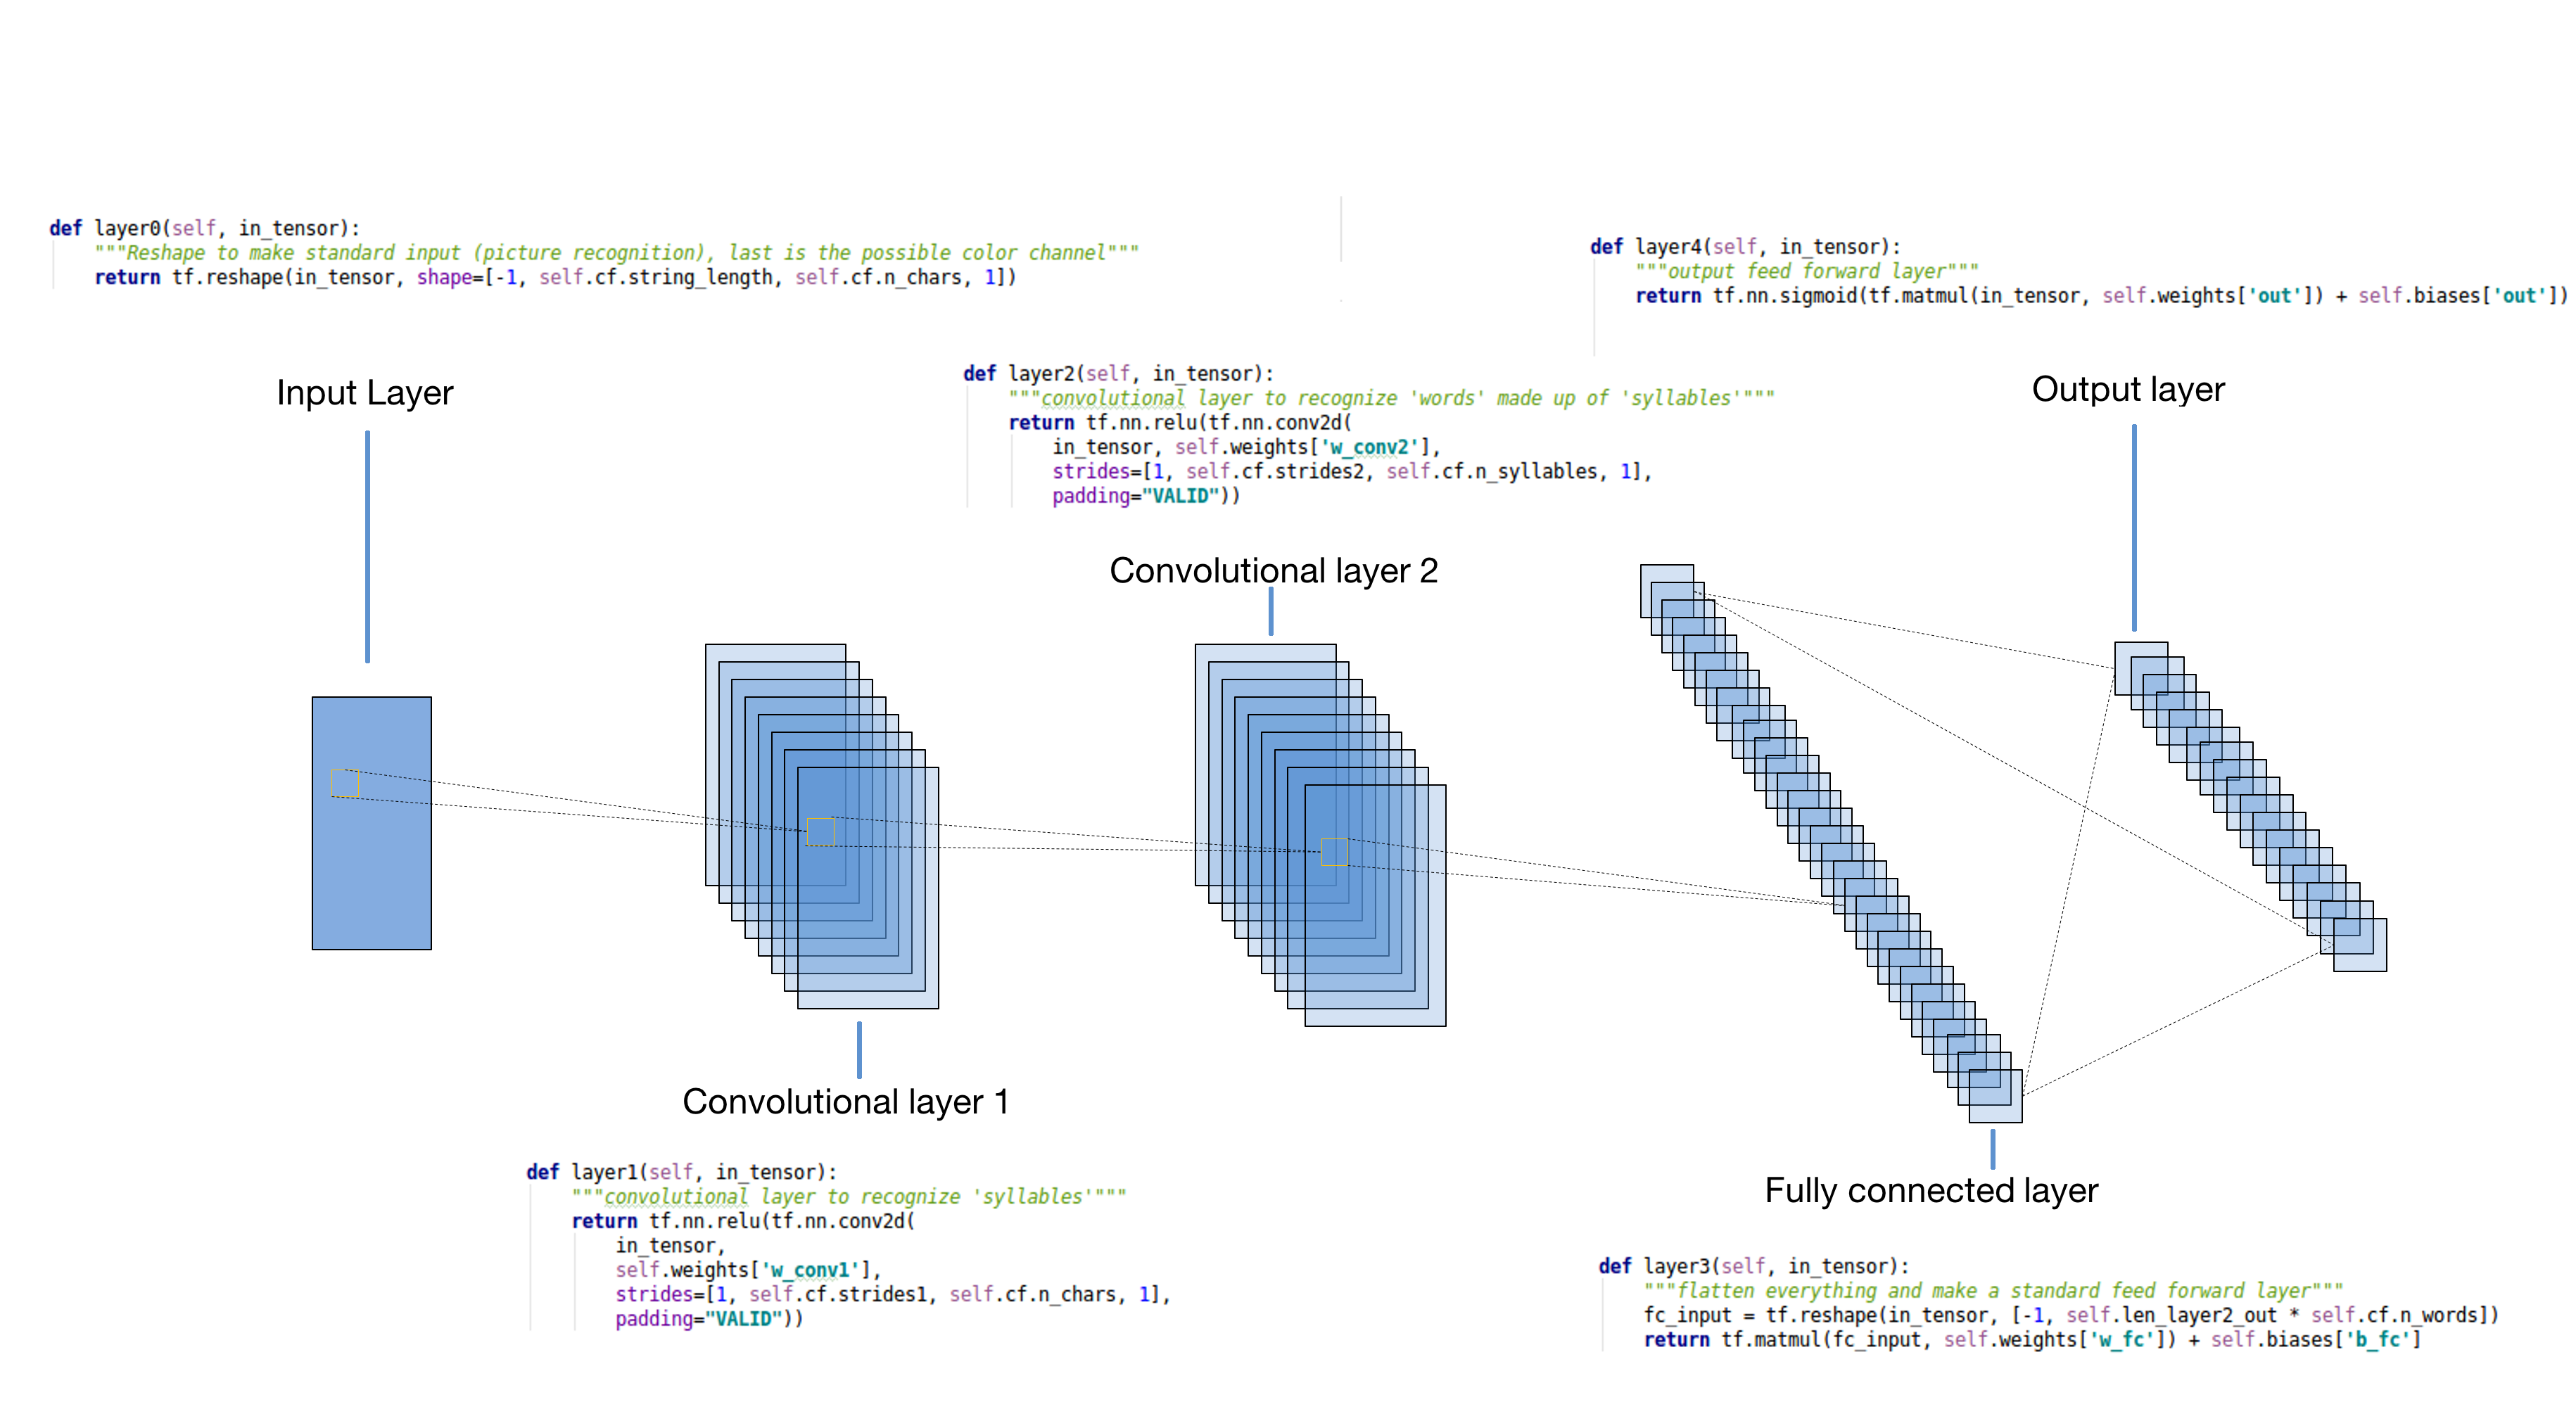 def layer0(self, in_tensor):
"""Reshape to make standard input (picture recognition), last is the possible color channel"""
return tf.reshape(in_tensor, shape=[-1, self.cf.string_length, self.cf.n_chars, 1])
def layer4(self, in_tensor):
"""output feed forward layer"""
return tf.nn.sigmoid(tf.matmul(in_tensor, self.weights['out']) + self.biases['out'])
def layer2(self, in_tensor):
"""convolutional layer to recognize 'words' made up of 'syllables'"""
return tf.nn.relu(tf.nn.conv2d(
in_tensor, self.weights['w_conv2'],
strides=[1, self.cf.strides2, self.cf.n_syllables, 1],
padding="VALID"))
Input Layer
Output layer
Convolutional layer 2
Convolutional layer 1
def layer1(self, in_tensor):
"""convolutional layer to recognize 'syllables'"""
return tf.nn.relu(tf.nn.conv2d(
in_tensor,
self.weights['w_conv1'],
strides=[1, self.cf.strides1, self.cf.n_chars, 1],
padding="VALID"))
Fully connected layer
def layer3(self, in_tensor):
"""flatten everything and make a standard feed forward layer"""
fc_input = tf.reshape(in_tensor, [-1, self.len_layer2_out * self.cf.n_words])
return tf.matmul(fc_input, self.weights['w_fc']) + self.biases['b_fc']